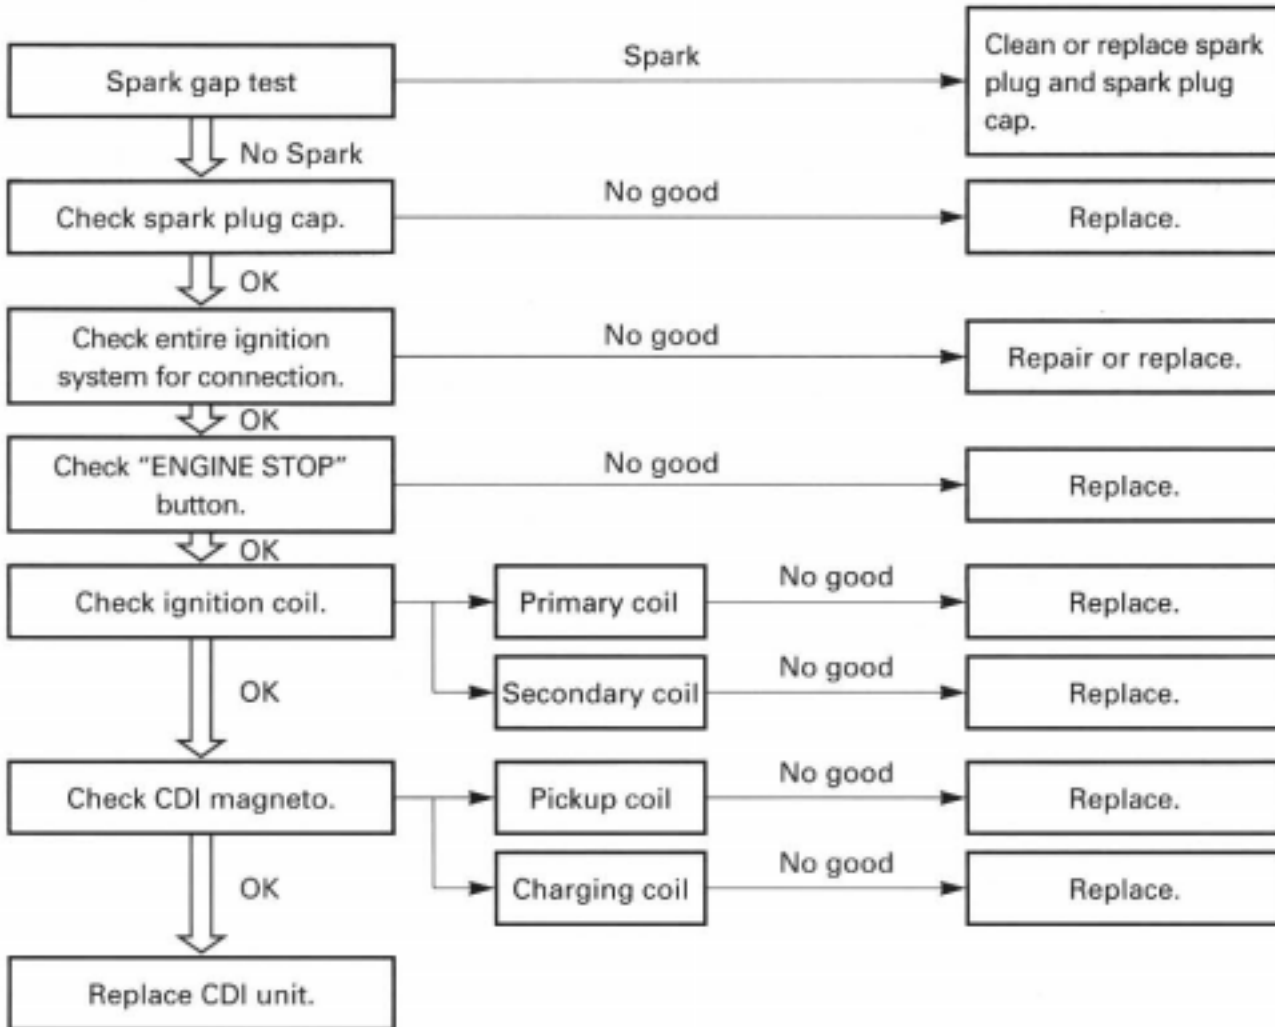 Spark gap test
Spark
Clean or replace spark
plug and spark plug
cap.
No Spark
Check spark plug cap.
No good
Replace.
OK
Check entire ignition
system for connection.
No good
Repair or replace.
OK
Check “ENGINE STOP”
button.
No good
Replace.
OK
Check ignition coil.
Primary coil
No good
Replace.
Secondary coil
No good
Replace.
OK
Check CDI magneto.
Pickup coil
No good
Replace.
Charging coil
No good
Replace.
OK
Replace CDI unit.